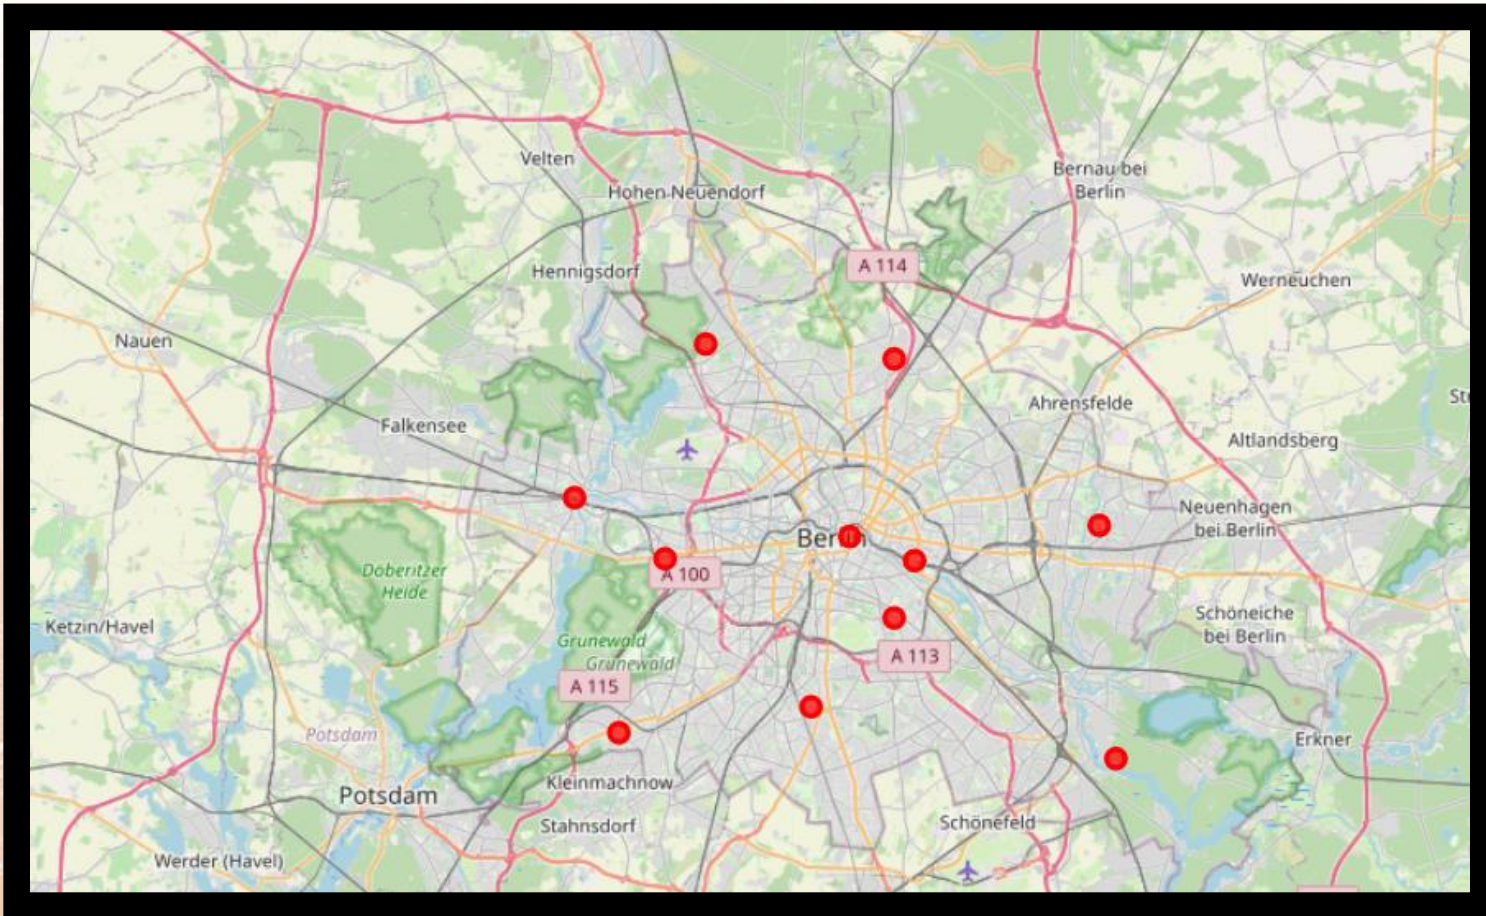 Velten
Bernau bei
Berlin
Hohen Neuendorf
A 114
Hennigsdorf
Werneuchen
Nauen
Ahrensfelde
Falkensee
Altlandsberg
Neuenhagen
bei Berlin
Berlin
Döberitzer
Heide
A 100
Schöneiche
bei Berlin
Ketzin/Havel
Grunewald
Grunewald
A 113
A 115
Potsdam
Erkner
Kleinmachnow
Potsdam
Stahnsdorf
Schönefeld
Werder (Havel)